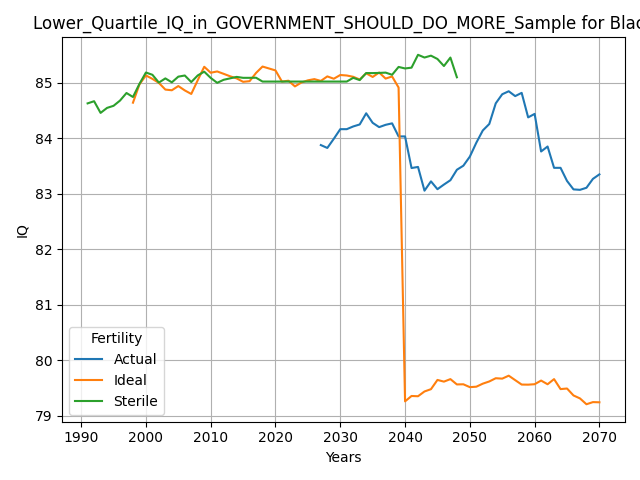 Lower_Quartile_IQ_in_GOVERNMENT_SHOULD_DO_MORE_Sample for Blac
85
84
83
82
81
80
79
IQ
Fertility
Actual
Ideal
Sterile
1990 2000 2010 2020 2030 2040 2050 2060 2070
Years